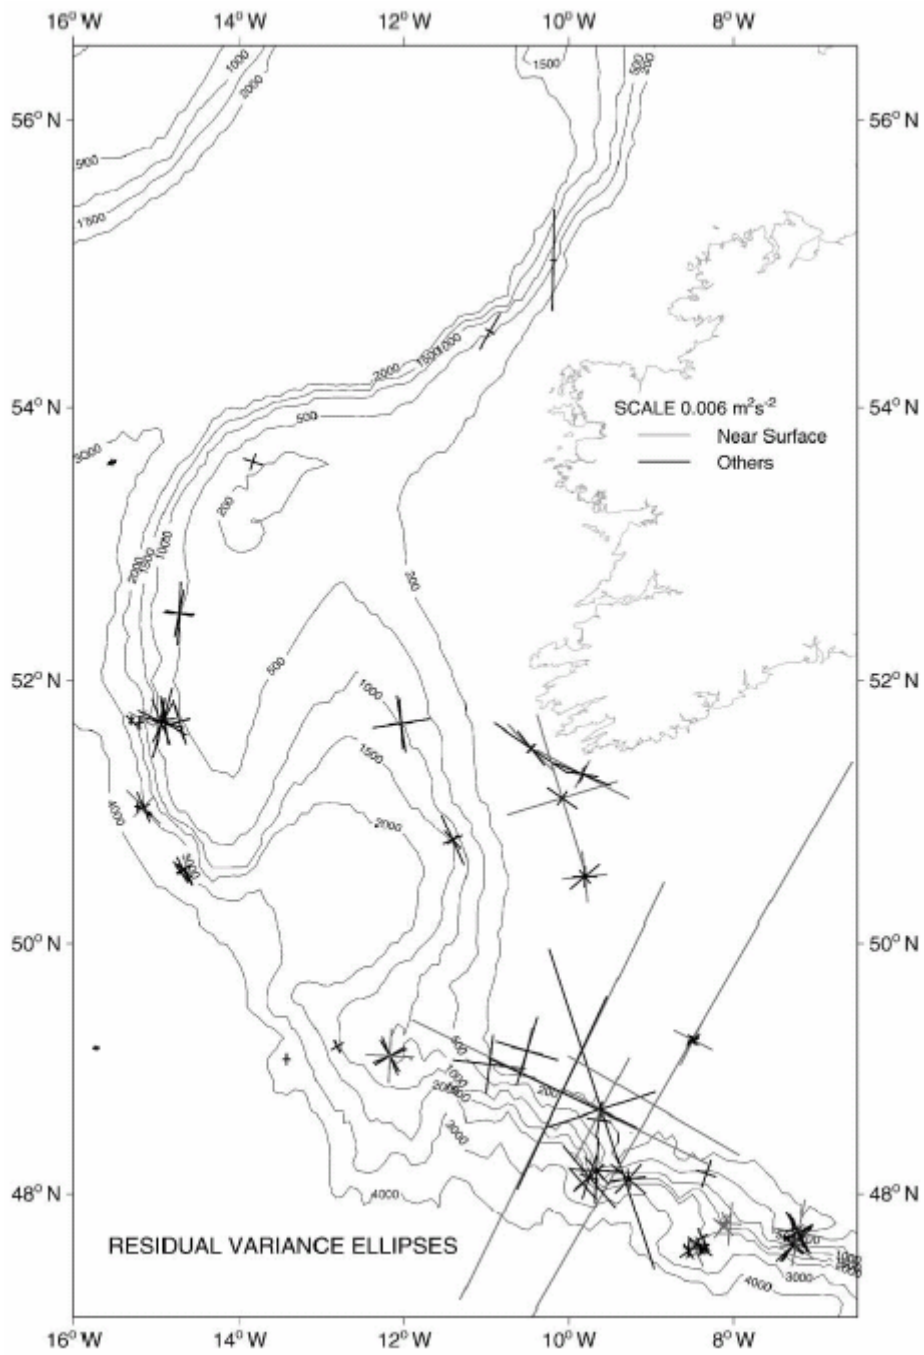 16° W 14° W 12° W 10° W 8° W
1500
500
200
1000
2000
56° N 56° N
1500
2000
1500
1000
54° N 54° N
500
SCALE 0.006 m²s⁻²
Near Surface
Others
3000
200
1000
2000
1500
200
500
52° N 52° N
1000
1500
4000
2000
3000
50° N 50° N
500
1000
200
2000
3000
4000
48° N 48° N
RESIDUAL VARIANCE ELLIPSES
1000
3000
4000
16° W 14° W 12° W 10° W 8° W